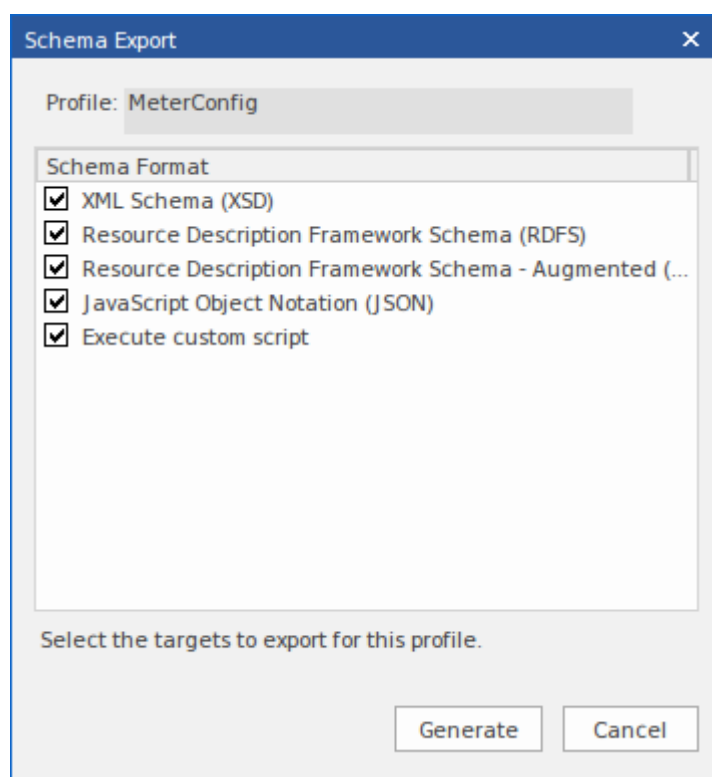 Schema Export
Profile: MeterConfig
Schema Format
XML Schema (XSD)
Resource Description Framework Schema (RDFS)
Resource Description Framework Schema - Augmented (...
JavaScript Object Notation (JSON)
Execute custom script
Select the targets to export for this profile.
Generate Cancel